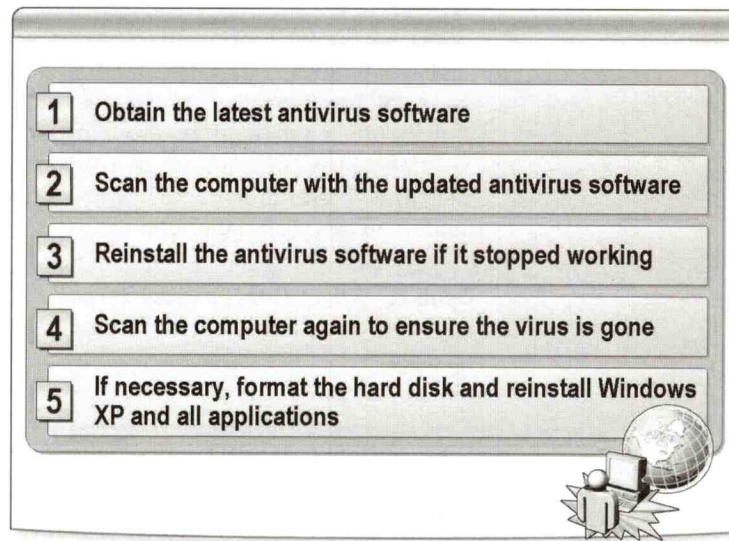 1 Obtain the latest antivirus software
2 Scan the computer with the updated antivirus software
3 Reinstall the antivirus software if it stopped working
4 Scan the computer again to ensure the virus is gone
5 If necessary, format the hard disk and reinstall Windows
XP and all applications